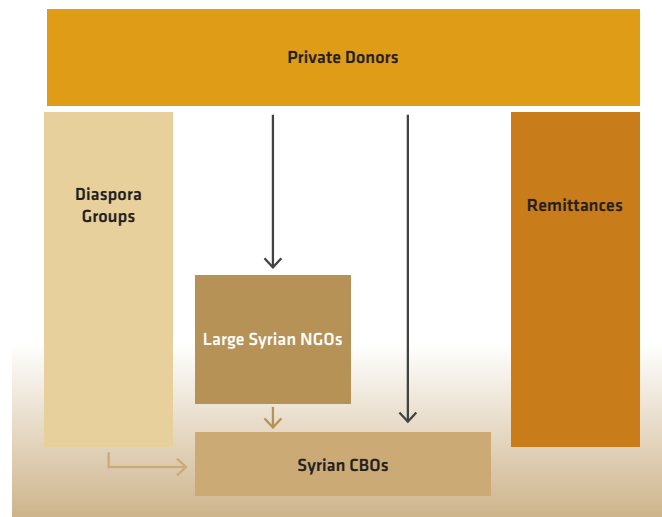 Private Donors
Diaspora
Groups
Remittances
Large Syrian NGOs
Syrian CBOs